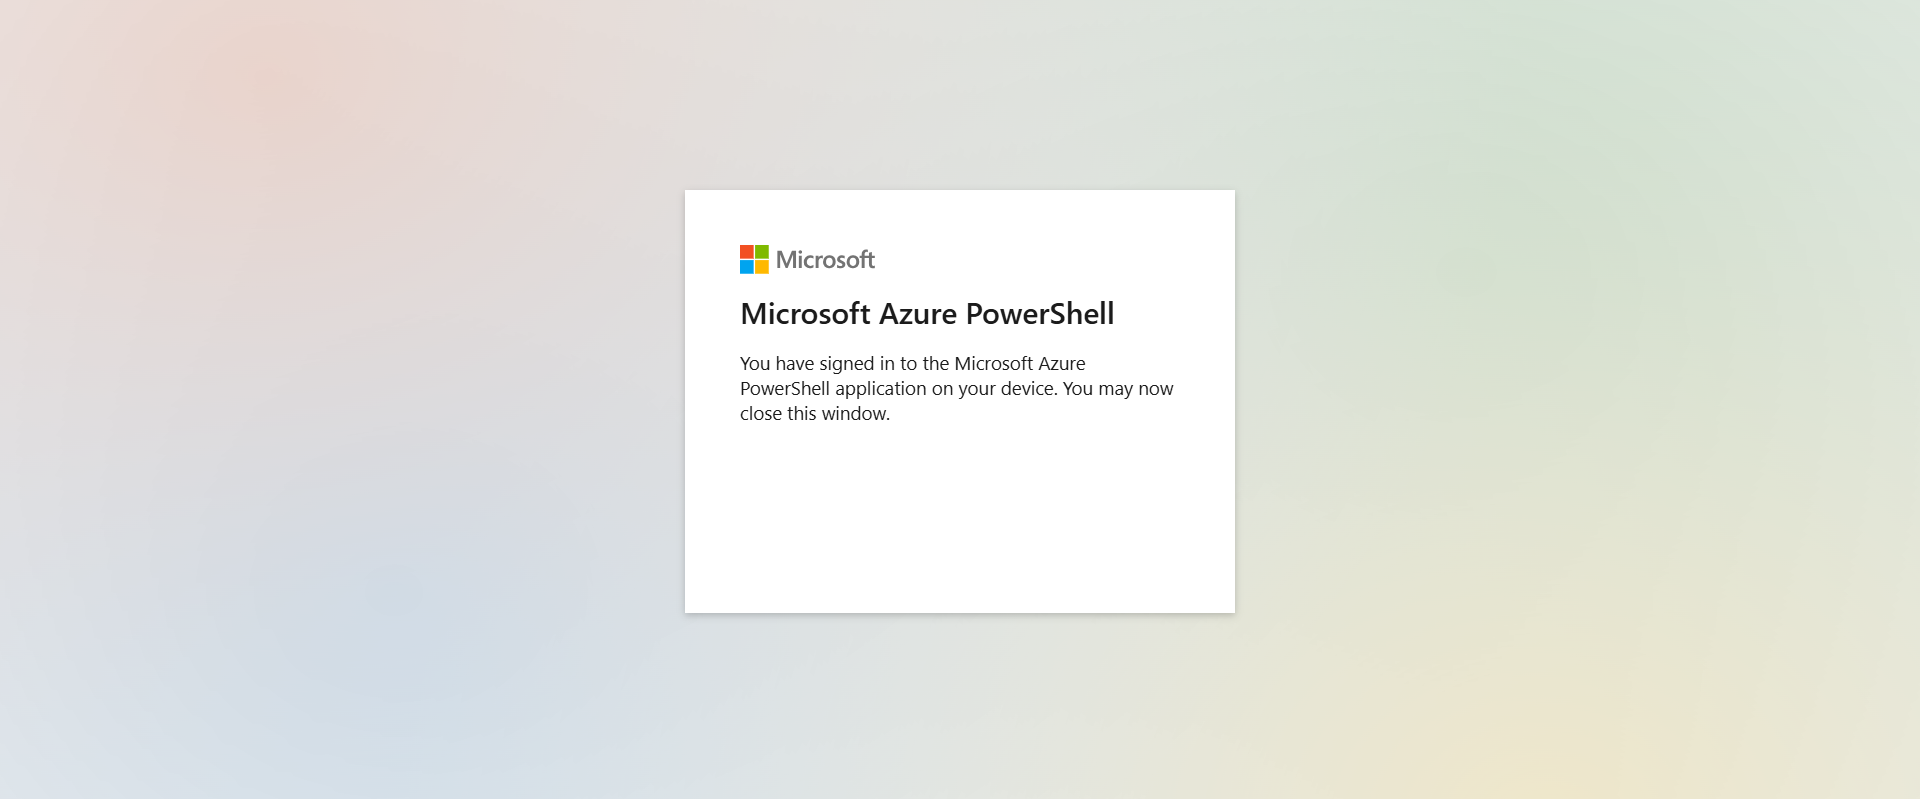 Microsoft
Microsoft Azure PowerShell
You have signed in to the Microsoft Azure
PowerShell application on your device. You may now
close this window.